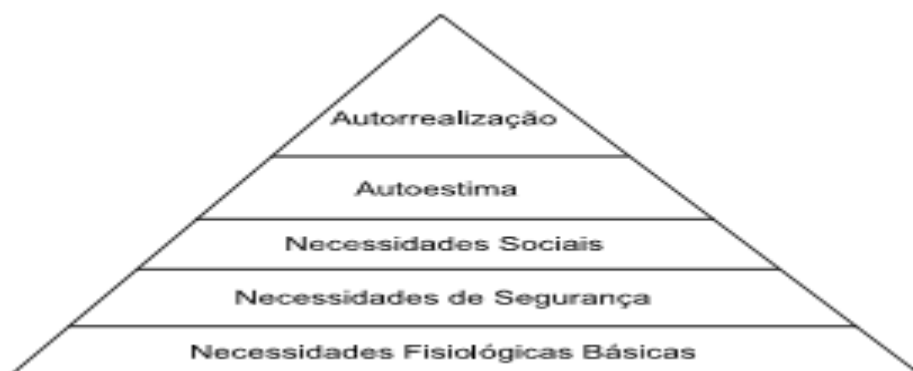 Autorrealização
Autoestima
Necessidades Sociais
Necessidades de Segurança
Necessidades Fisiológicas Básicas